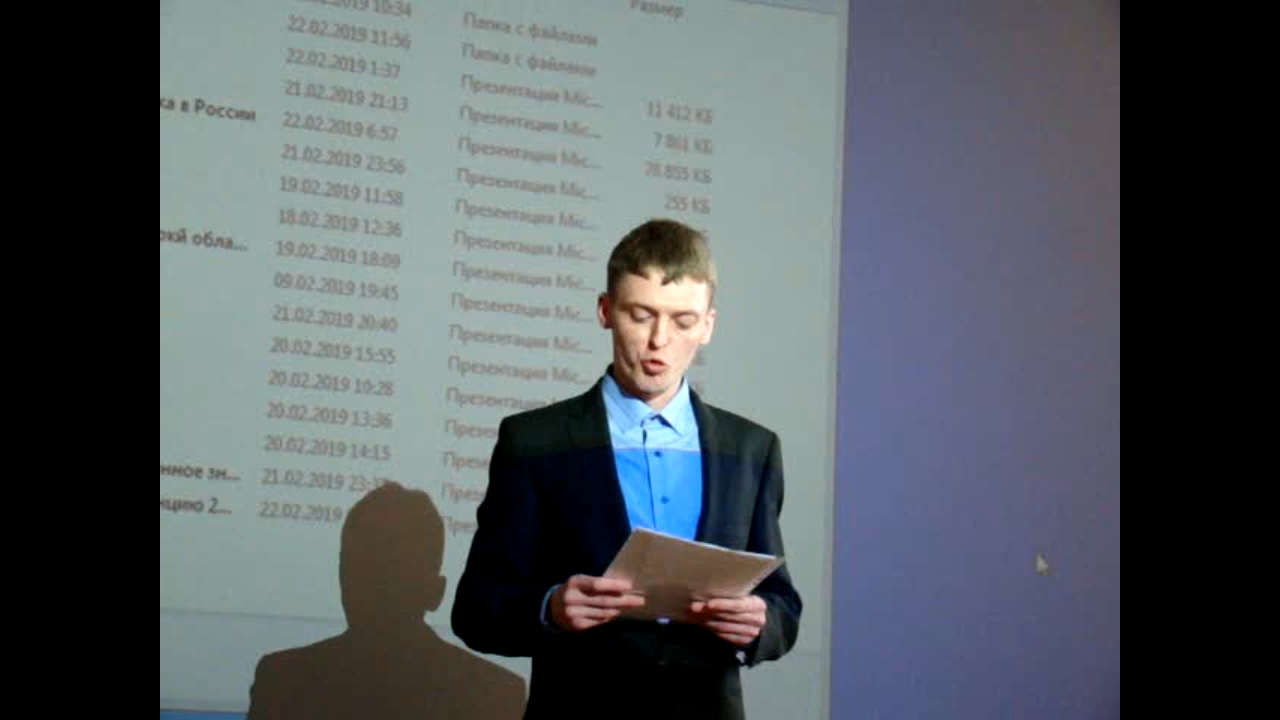 Размер
10:34 Папка с файлами
22.02.2019 11:56 Папка с файлами
22.02.2019 1:37 Презентация Mic... 11 412 КБ
21.02.2019 21:13 Презентация Mic... 7 861 КБ
ка в России 22.02.2019 6:57 Презентация Mic... 78 855 КБ
21.02.2019 23:56 Презентация Mic... 255 КБ
19.02.2019 11:58 Презентация Mic...
18.02.2019 12:36 Презентация Mic...
обла... 19.02.2019 18:09 Презентация Mic...
09.02.2019 19:45 Презентация Mic...
21.02.2019 20:40 Презентация Mic...
20.02.2019 15:55 Презентация Mic...
20.02.2019 10:28 Презентаци
20.02.2019 13:36 Презе
20.02.2019 14:15 През
нное зн... 21.02.2019 През
кцию 2... 22.02.2019 Пре